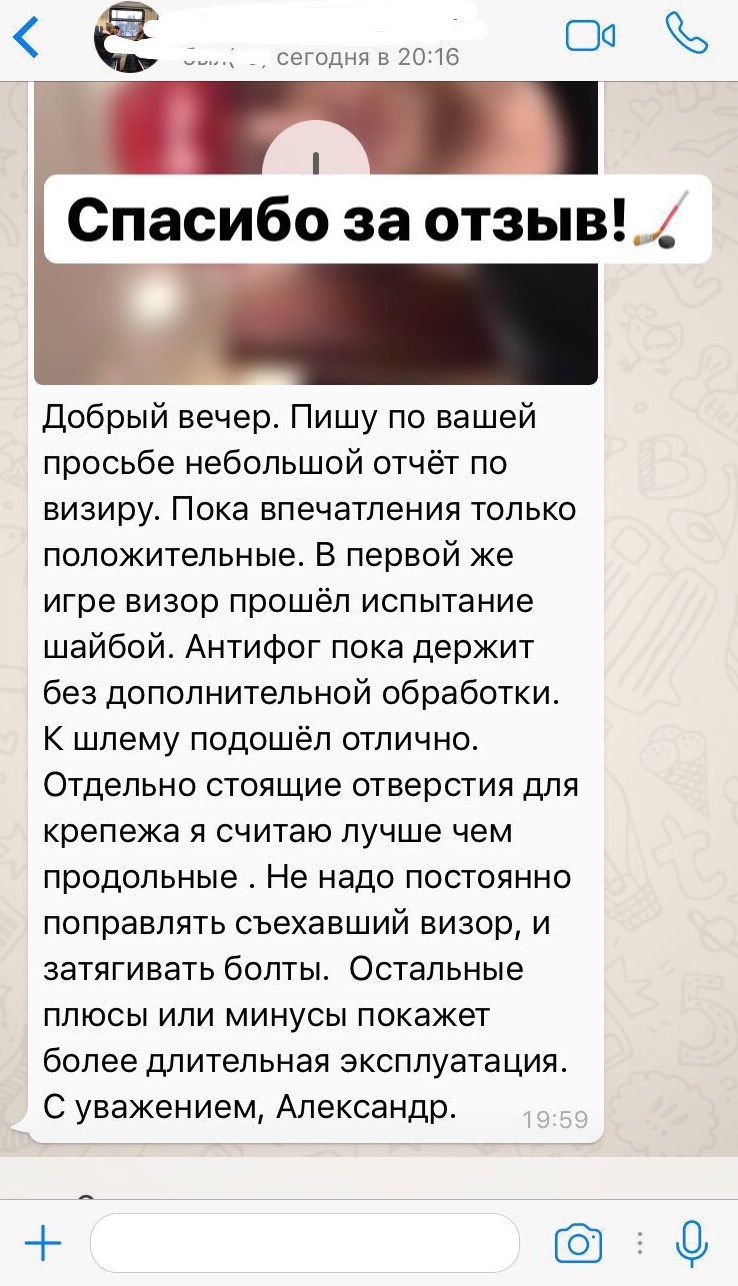 сегодня в 20:16
Спасибо за отзыв!
Добрый вечер. Пишу по вашей
просьбе небольшой отчёт по
визиру. Пока впечатления только
положительные. В первой же
игре визор прошёл испытание
шайбой. Антифог пока держит
без дополнительной обработки.
К шлему подошёл отлично.
Отдельно стоящие отверстия для
крепежа я считаю лучше чем
продольные . Не надо постоянно
поправлять съехавший визор, и
затягивать болты.  Остальные
плюсы или минусы покажет
более длительная эксплуатация.
С уважением, Александр.
19:59